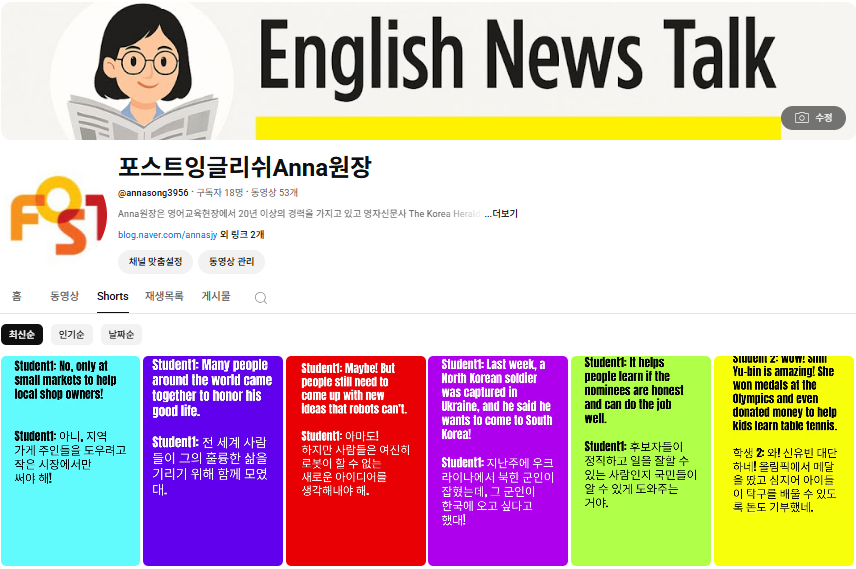 English News Talk
수정
FOST
포스트잉글리쉬Anna원장
@annasong3956 · 구독자 18명 · 동영상 53개
Anna원장은 영어교육현장에서 20년 이상의 경력을 가지고 있고 영자신문사 The Korea Herald ...더보기
blog.naver.com/annasjy 외 링크 2개
채널 맞춤설정
동영상 관리
홈
동영상
Shorts
재생목록
게시물
최신순
인기순
날짜순
Student1: No, only at
small markets to help
local shop owners!
Student1: 아니, 지역
가게 주인들을 도우려고
작은 시장에서만
써야 해!
Student1: Many people
around the world came
together to honor his
good life.
Student1: 전 세계 사람
들이 그의 훌륭한 삶을
기리기 위해 함께 모였
대.
Student1: Maybe! But
people still need to
come up with new
ideas that robots can't.
Student1: 아마도!
하지만 사람들은 여신히
로봇이 할 수 없는
새로운 아이디어를
생각해내야 해.
Student1: Last week, a
North Korean soldier
was captured in
Ukraine, and he said he
wants to come to South
Korea!
Student1: 지난주에 우크
라이나에서 북한 군인이
잡혔는데, 그 군인이
한국에 오고 싶다고
했대!
Student1: It helps
people learn if the
nominees are honest
and can do the job
well.
Student1: 후보자들이
정직하고 일을 잘할 수
있는 사람인지 국민들이
알 수 있게 도와주는
거야.
Student 2: Wow! Shin
Yu-bin is amazing! She
won medals at the
Olympics and even
donated money to help
kids learn table tennis.
학생 2: 와! 신유빈 대단
하네! 올림픽에서 메달
을 땄고 심지어 아이들
이 탁구를 배울 수 있도
록 돈도 기부했네.